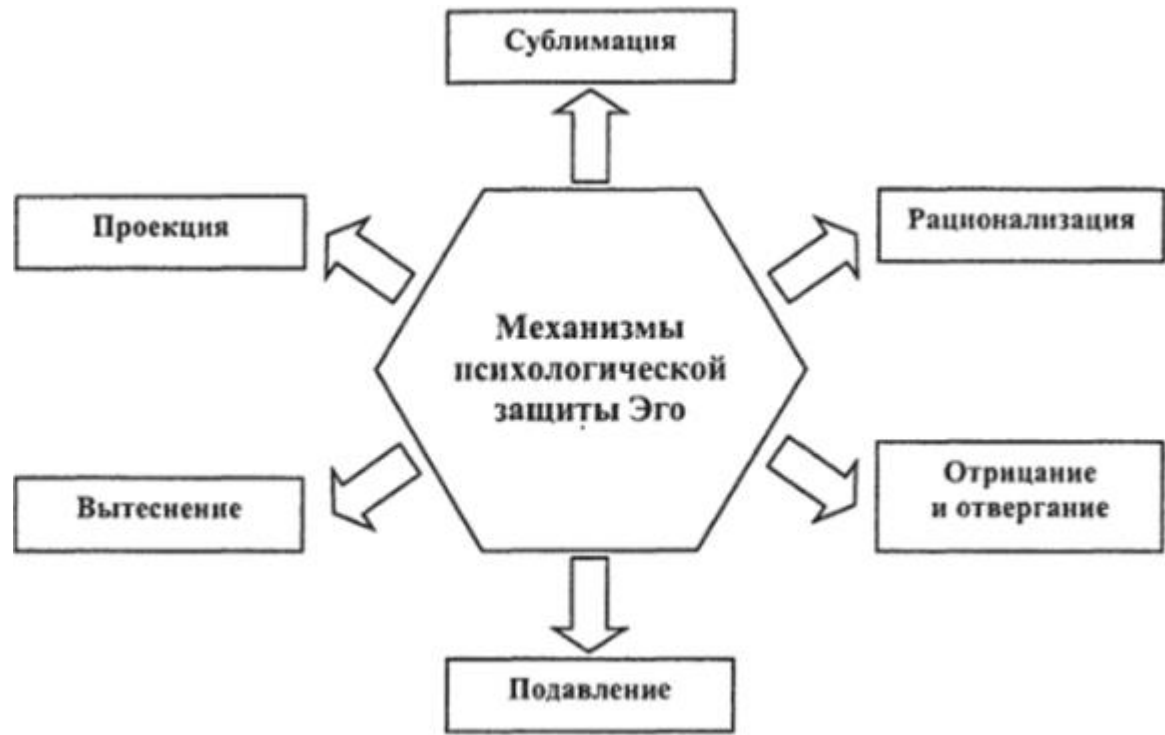 Сублимация
Проекция
Рационализация
Механизмы
психологической
защиты Эго
Вытеснение
Отрицание
и отвергание
Подавление